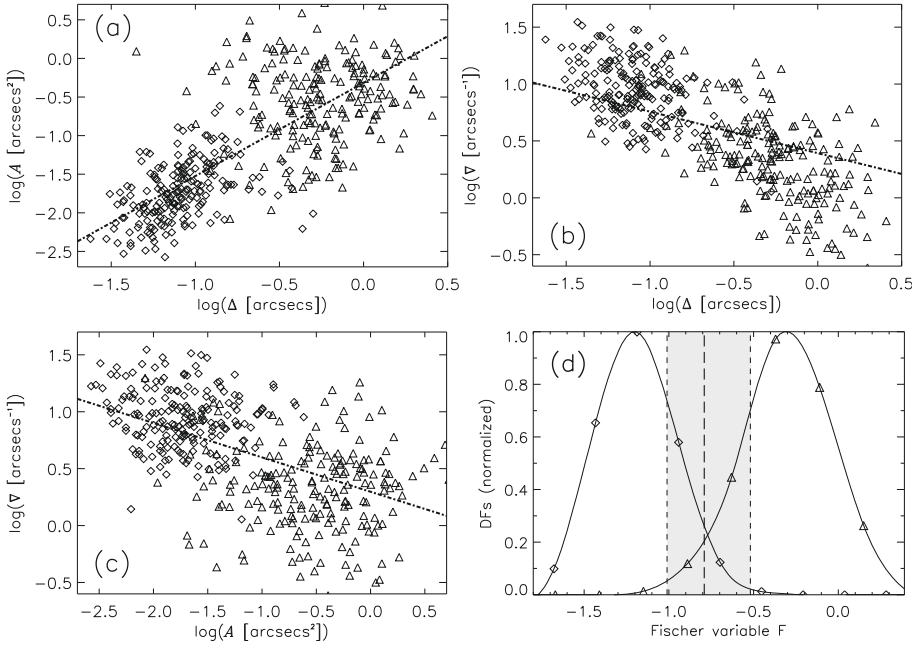 (a)
log(A [arcsecs²])
0.5
0.0
−0.5
−1.0
−1.5
−2.0
−2.5
−1.5 −1.0 −0.5 0.0 0.5
log(Δ [arcsecs])
(b)
log(∇ [arcsecs⁻¹])
1.5
1.0
0.5
0.0
−0.5
−1.5 −1.0 −0.5 0.0 0.5
log(Δ [arcsecs])
(c)
log(∇ [arcsecs⁻¹])
1.5
1.0
0.5
0.0
−0.5
−2.5 −2.0 −1.5 −1.0 −0.5 0.0 0.5
log(A [arcsecs²])
(d)
DFs (normalized)
1.0
0.8
0.6
0.4
0.2
0.0
−1.5 −1.0 −0.5 0.0
Fischer variable F